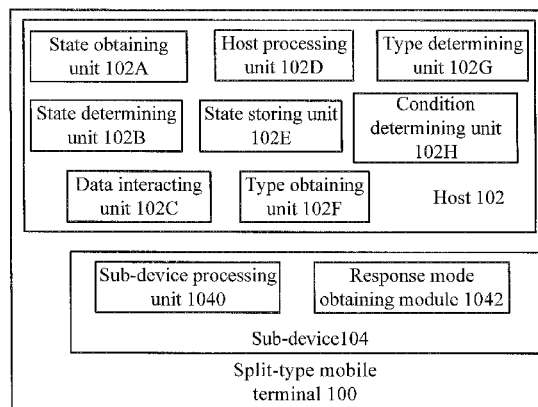 State obtaining
unit 102A
Host processing
unit 102D
Type determining
unit 102G
State determining
unit 102B
State storing unit
102E
Condition
determining unit
102H
Data interacting
unit 102C
Type obtaining
unit 102F
Host 102
Sub-device processing
unit 1040
Response mode
obtaining module 1042
Sub-device104
Split-type mobile
terminal 100